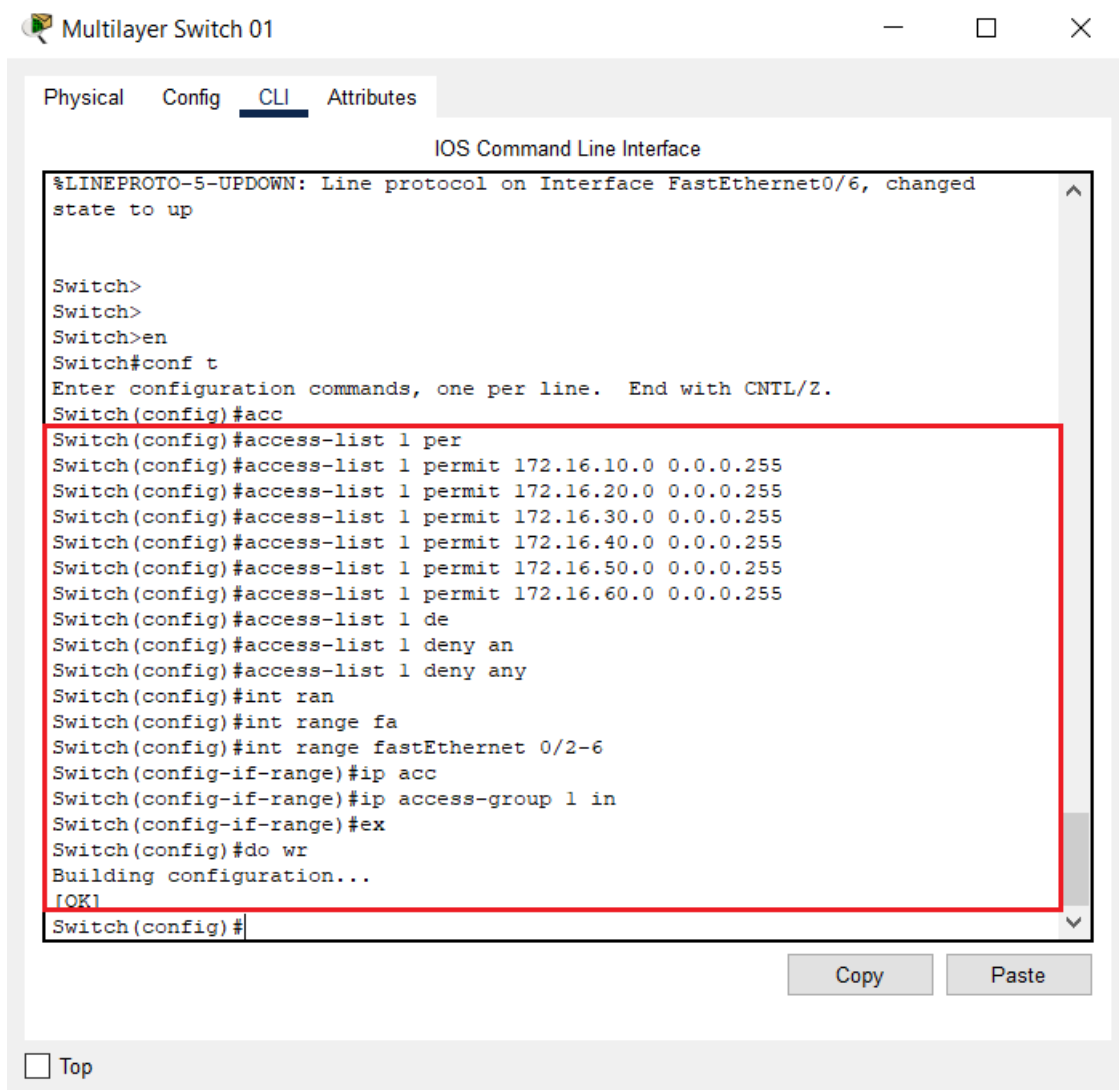 Multilayer Switch 01
Physical Config CLI Attributes
IOS Command Line Interface
%LINEPROTO-5-UPDOWN: Line protocol on Interface FastEthernet0/6, changed
state to up
Switch>
Switch>
Switch>en
Switch#conf t
Enter configuration commands, one per line.  End with CNTL/Z.
Switch(config)#acc
Switch(config)#access-list 1 per
Switch(config)#access-list 1 permit 172.16.10.0 0.0.0.255
Switch(config)#access-list 1 permit 172.16.20.0 0.0.0.255
Switch(config)#access-list 1 permit 172.16.30.0 0.0.0.255
Switch(config)#access-list 1 permit 172.16.40.0 0.0.0.255
Switch(config)#access-list 1 permit 172.16.50.0 0.0.0.255
Switch(config)#access-list 1 permit 172.16.60.0 0.0.0.255
Switch(config)#access-list 1 de
Switch(config)#access-list 1 deny an
Switch(config)#access-list 1 deny any
Switch(config)#int ran
Switch(config)#int range fa
Switch(config)#int range fastEthernet 0/2-6
Switch(config-if-range)#ip acc
Switch(config-if-range)#ip access-group 1 in
Switch(config-if-range)#ex
Switch(config)#do wr
Building configuration...
[OK]
Switch(config)#
Copy Paste
Top